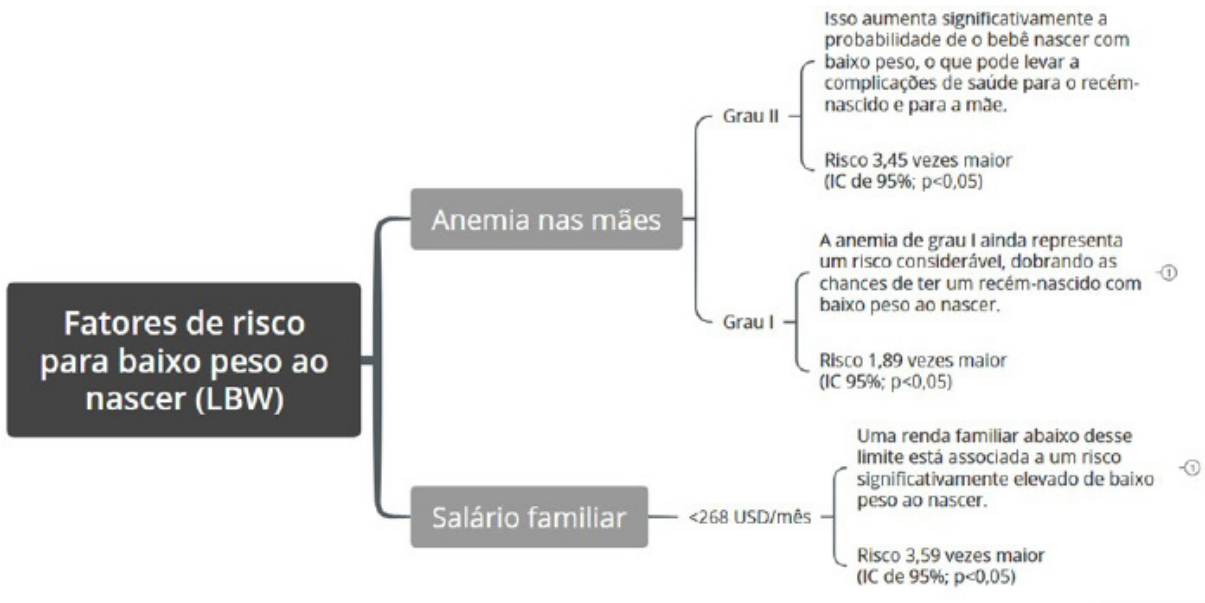 Fatores de risco
para baixo peso ao
nascer (LBW)
Anemia nas mães
Grau II
Isso aumenta significativamente a
probabilidade de o bebê nascer com
baixo peso, o que pode levar a
complicações de saúde para o recém-
nascido e para a mãe.
Risco 3,45 vezes maior
(IC de 95%; p<0,05)
Grau I
A anemia de grau I ainda representa
um risco considerável, dobrando as
chances de ter um recém-nascido com
baixo peso ao nascer.
1
Risco 1,89 vezes maior
(IC 95%; p<0,05)
Salário familiar
<268 USD/mês
Uma renda familiar abaixo desse
limite está associada a um risco
significativamente elevado de baixo
peso ao nascer.
1
Risco 3,59 vezes maior
(IC de 95%; p<0,05)